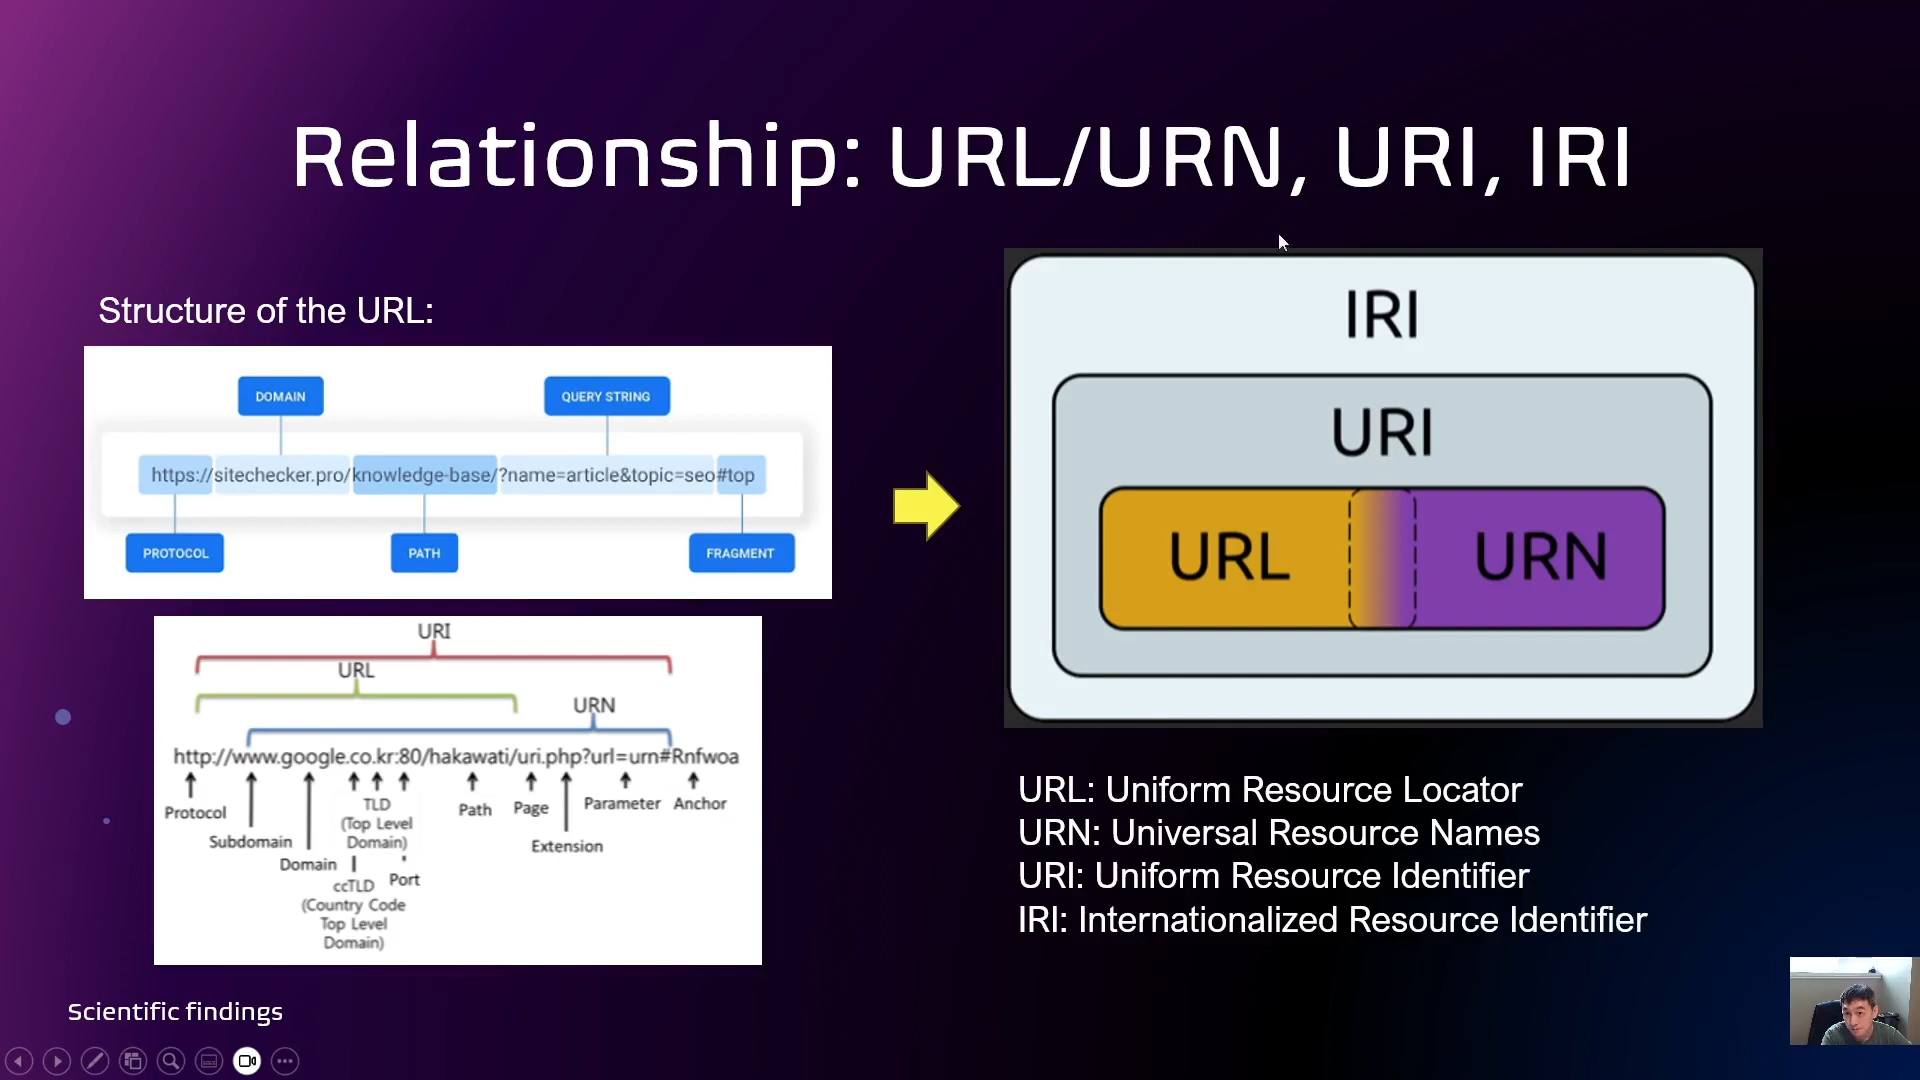 Relationship: URL/URN, URI, IRI
Structure of the URL:
DOMAIN
QUERY STRING
https://sitechecker.pro/knowledge-base/?name=article&topic=seo#top
PROTOCOL
PATH
FRAGMENT
URI
URL
URN
http://www.google.co.kr:80/hakawati/uri.php?url=urn#Rnfwoa
Protocol
Subdomain
Domain
TLD
(Top Level
Domain)
ccTLD
(Country Code
Top Level
Domain)
Port
Path
Page
Extension
Parameter
Anchor
IRI
URI
URL
URN
URL: Uniform Resource Locator
URN: Universal Resource Names
URI: Uniform Resource Identifier
IRI: Internationalized Resource Identifier
Scientific findings